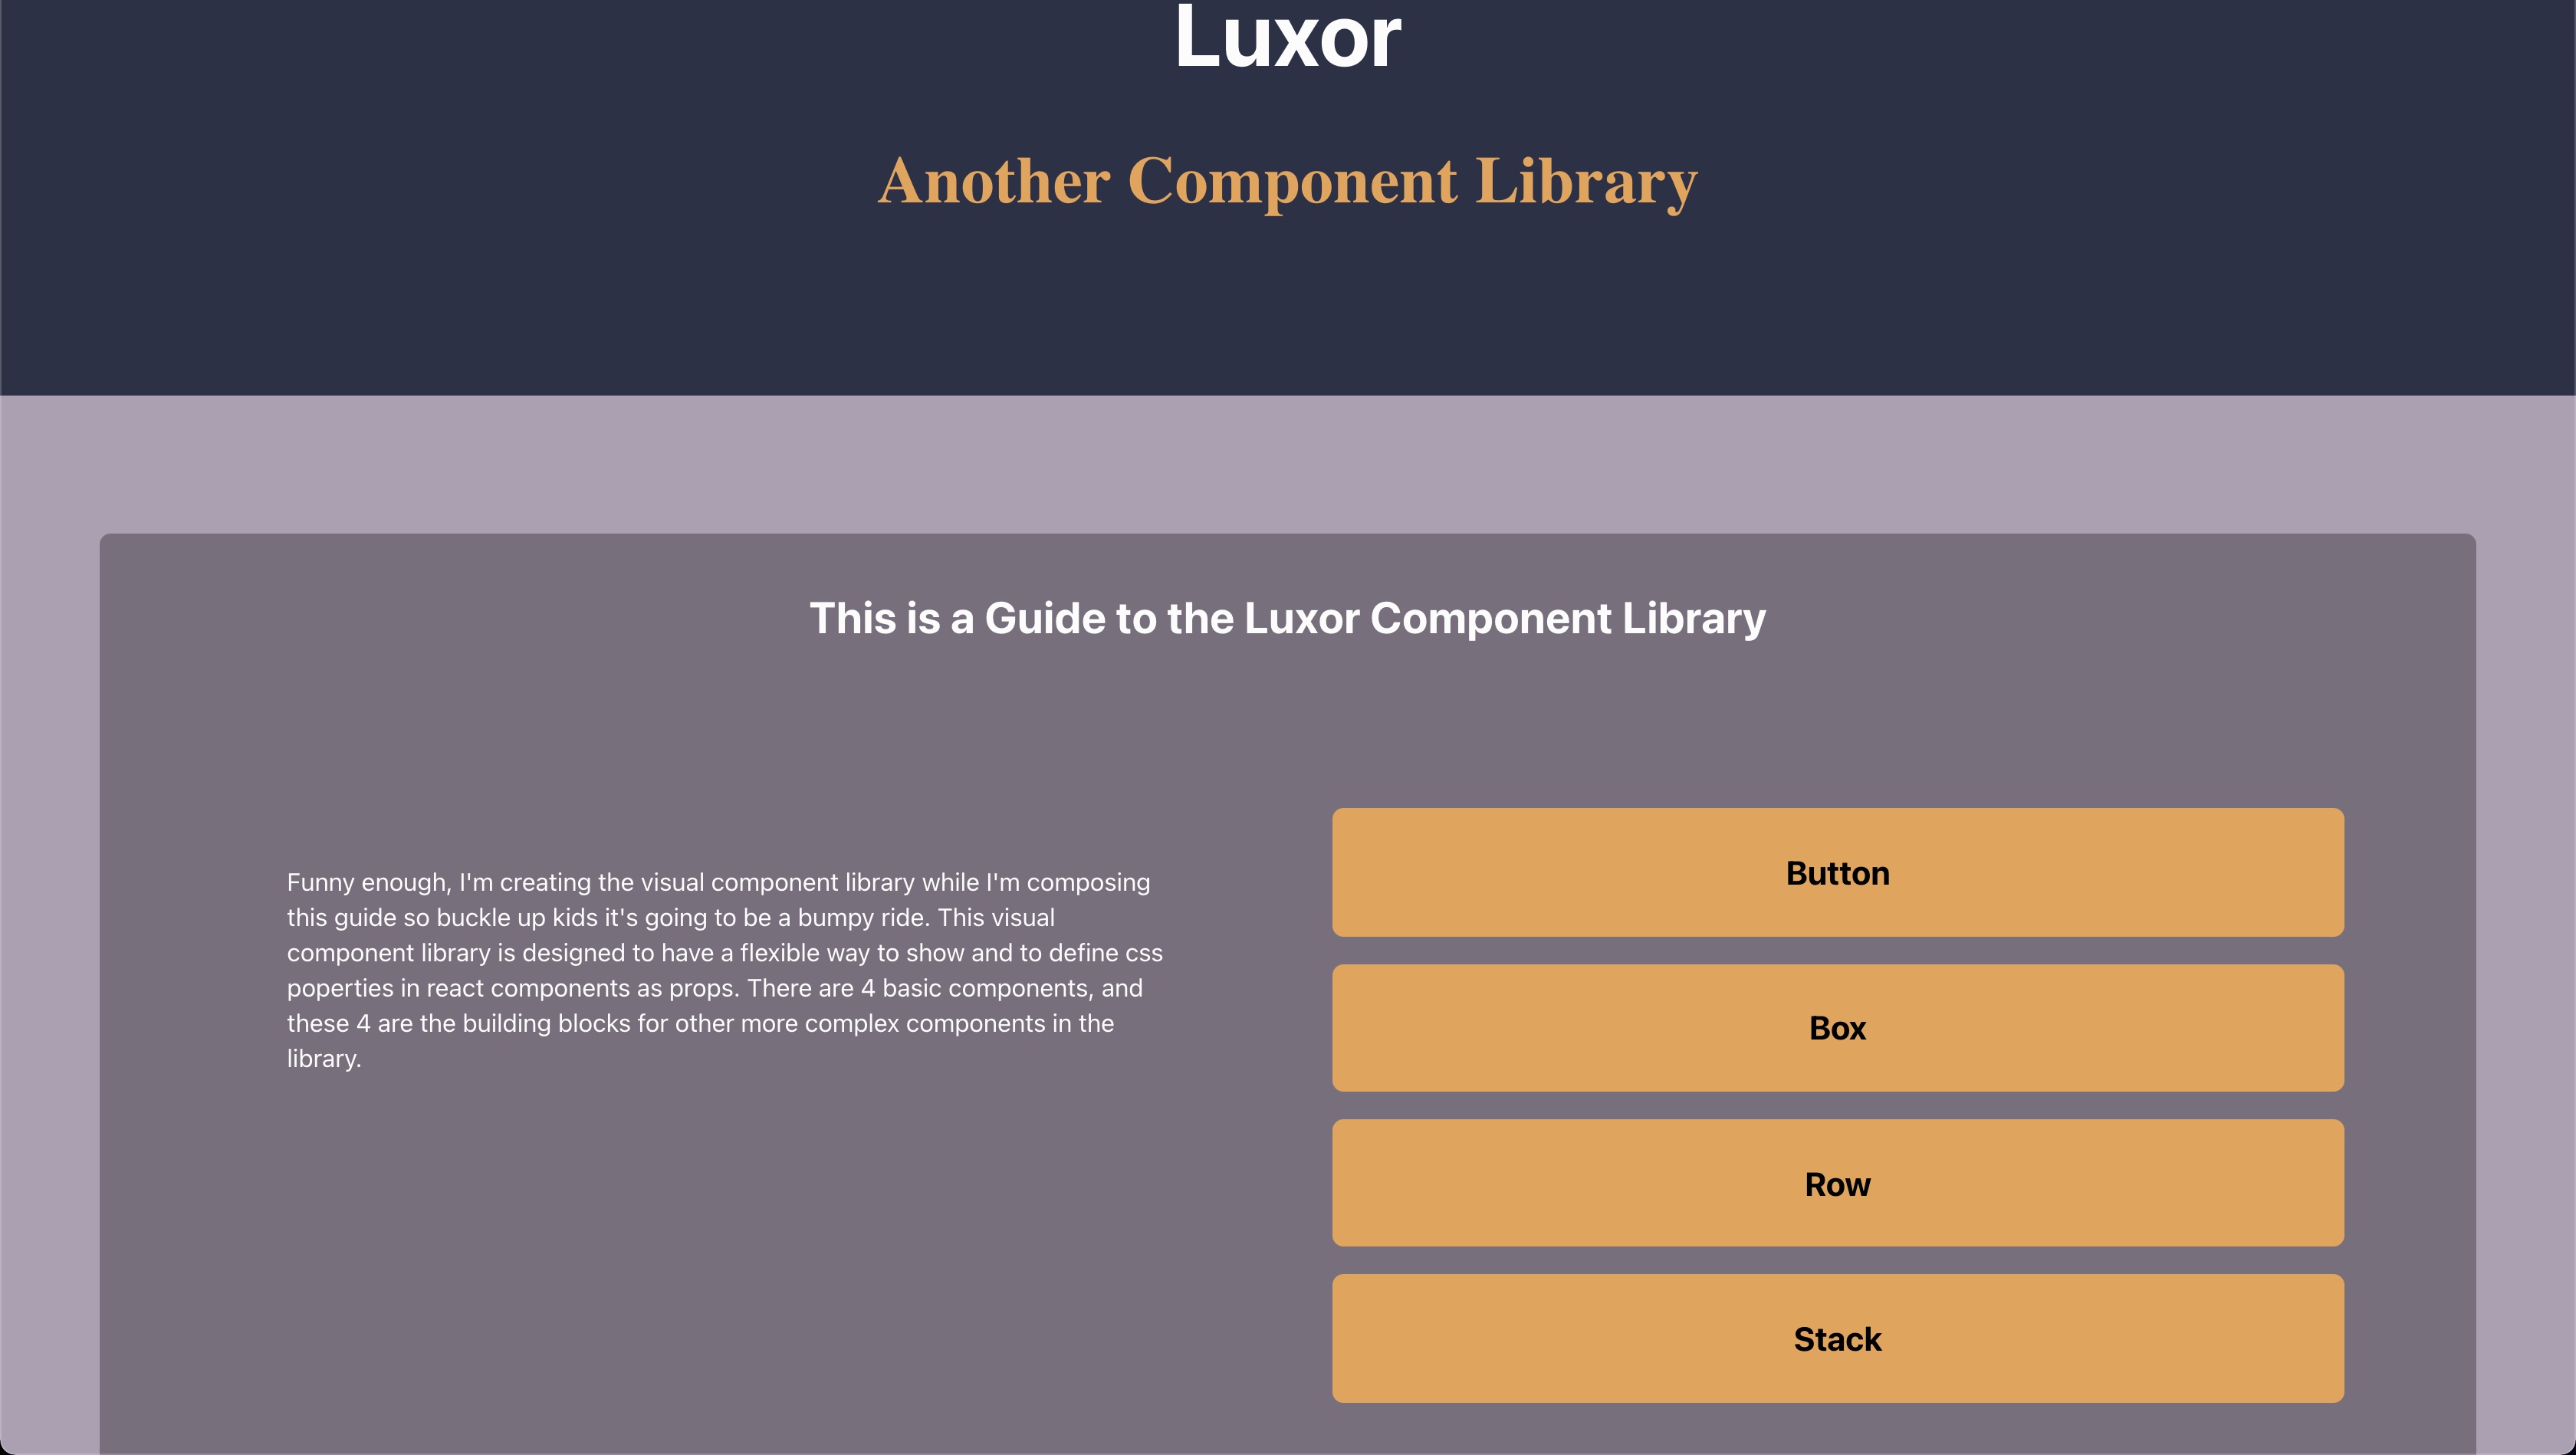 Luxor
Another Component Library
This is a Guide to the Luxor Component Library
Funny enough, I'm creating the visual component library while I'm composing
this guide so buckle up kids it's going to be a bumpy ride. This visual
component library is designed to have a flexible way to show and to define css
poperties in react components as props. There are 4 basic components, and
these 4 are the building blocks for other more complex components in the
library.
Button
Box
Row
Stack